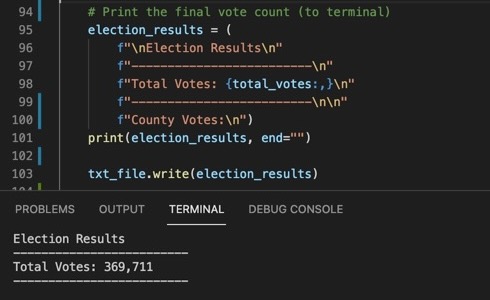 94 # Print the final vote count (to terminal)
95 election_results = (
96 f"\nElection Results\n"
97 f"-------------------------\n"
98 f"Total Votes: {total_votes:,}\n"
99 f"-------------------------\n\n"
100 f"County Votes:\n")
101 print(election_results, end="")
102
103 txt_file.write(election_results)
PROBLEMS OUTPUT TERMINAL DEBUG CONSOLE
Election Results
-------------------------
Total Votes: 369,711
-------------------------